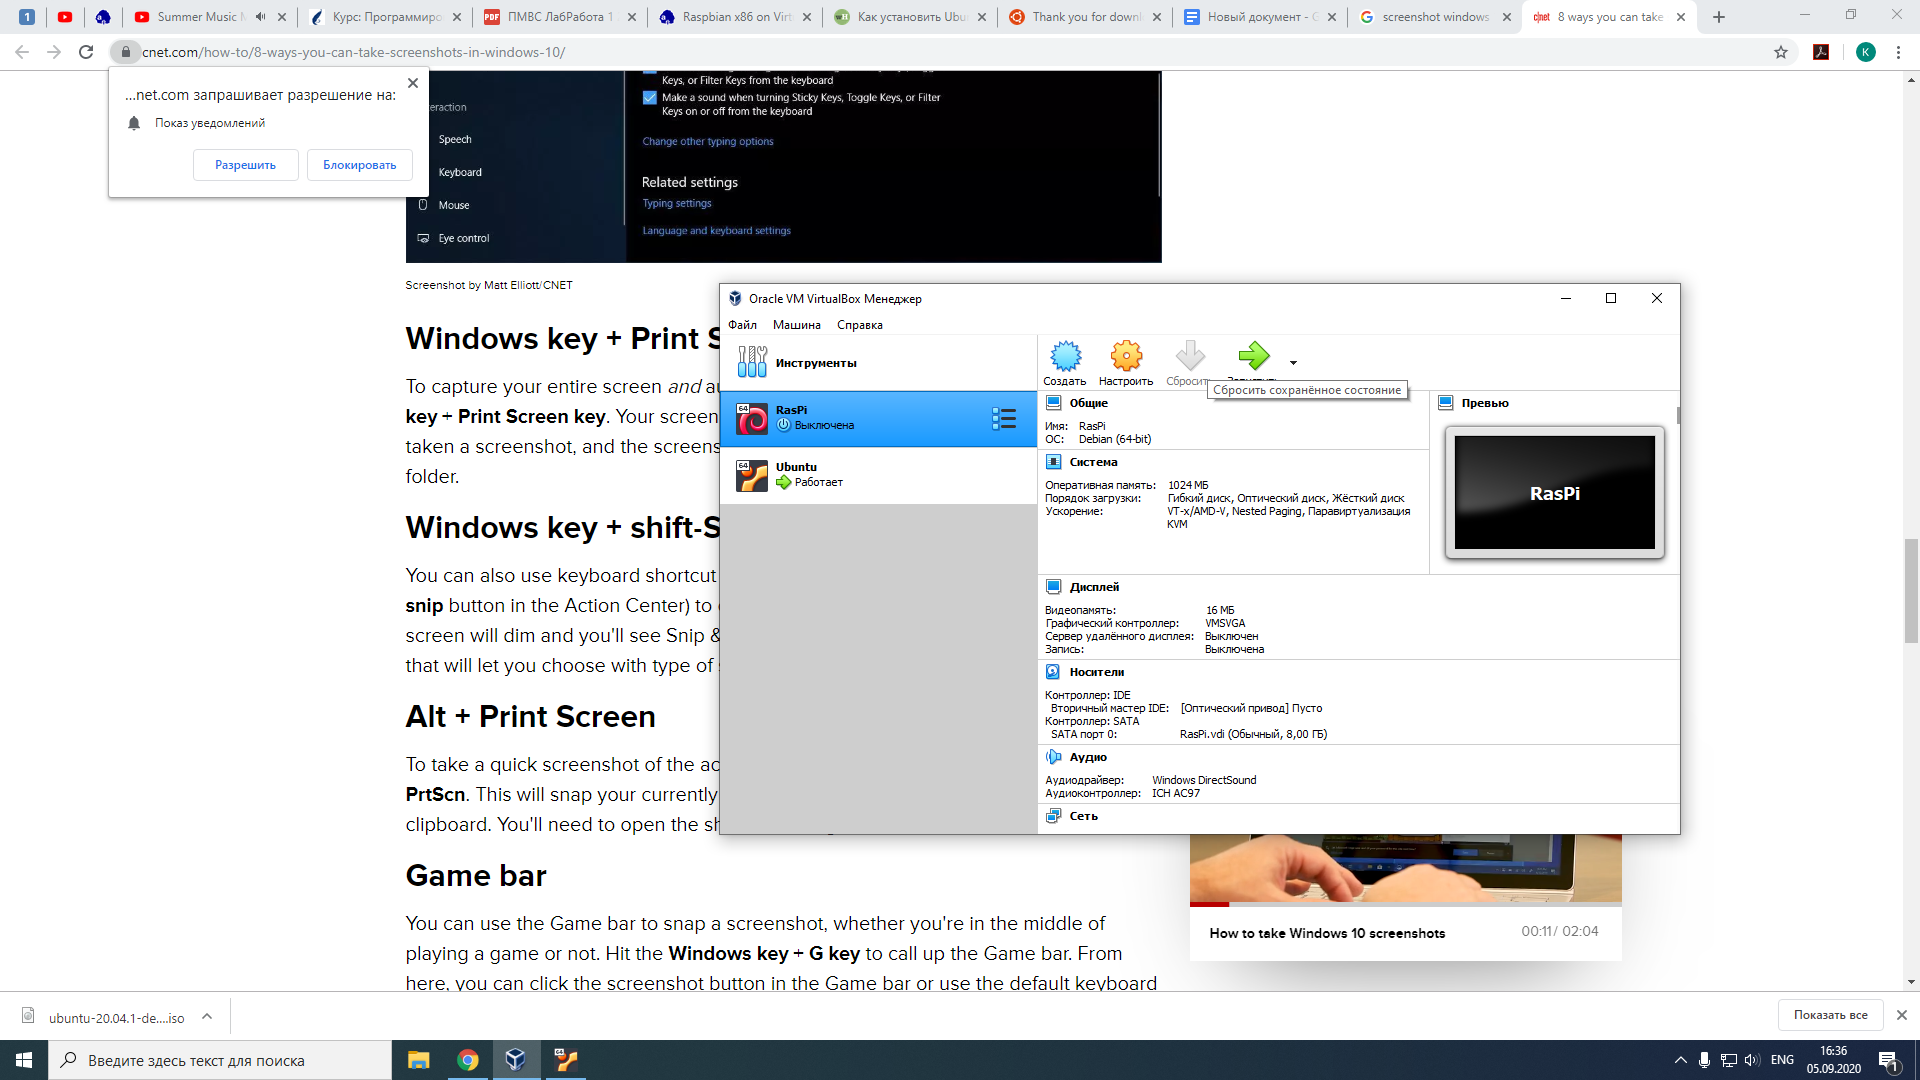 1
Summer Music M
Курс: Программиро
ПМВС ЛабРабота 1
Raspbian x86 on Virt
Как установить Ubu
Thank you for downl
Новый документ - G
screenshot windows
8 ways you can take
cnet.com/how-to/8-ways-you-can-take-screenshots-in-windows-10/
K
...net.com запрашивает разрешение на:
Показ уведомлений
Разрешить
Блокировать
Keys, or Filter Keys from the keyboard
Make a sound when turning Sticky Keys, Toggle Keys, or Filter
Keys on or off from the keyboard
Change other typing options
Related settings
Typing settings
Language and keyboard settings
eraction
Speech
Keyboard
Mouse
Eye control
Screenshot by Matt Elliott/CNET
Windows key + Print S
To capture your entire screen and au
key + Print Screen key. Your screen
taken a screenshot, and the screens
folder.
Windows key + shift-S
You can also use keyboard shortcut
snip button in the Action Center) to
screen will dim and you'll see Snip &
that will let you choose with type of s
Alt + Print Screen
To take a quick screenshot of the ac
PrtScn. This will snap your currently
clipboard. You'll need to open the sh
Game bar
You can use the Game bar to snap a screenshot, whether you're in the middle of
playing a game or not. Hit the Windows key + G key to call up the Game bar. From
here, you can click the screenshot button in the Game bar or use the default keyboard
Oracle VM VirtualBox Менеджер
Файл Машина Справка
Инструменты
64
RasPi
Выключена
64
Ubuntu
Работает
Создать Настроить Сбросить
Сбросить сохранённое состояние
Общие
Имя: RasPi
ОС: Debian (64-bit)
Система
Оперативная память: 1024 МБ
Порядок загрузки: Гибкий диск, Оптический диск, Жёсткий диск
Ускорение: VT-x/AMD-V, Nested Paging, Паравиртуализация
KVM
Превью
RasPi
Дисплей
Видеопамять: 16 МБ
Графический контроллер: VMSVGA
Сервер удалённого дисплея: Выключен
Запись: Выключена
Носители
Контроллер: IDE
Вторичный мастер IDE: [Оптический привод] Пусто
Контроллер: SATA
SATA порт 0: RasPi.vdi (Обычный, 8,00 ГБ)
Аудио
Аудиодрайвер: Windows DirectSound
Аудиоконтроллер: ICH AC97
Сеть
How to take Windows 10 screenshots
00:11/ 02:04
ubuntu-20.04.1-de....iso
Показать все
Введите здесь текст для поиска
ENG
16:36
05.09.2020
1